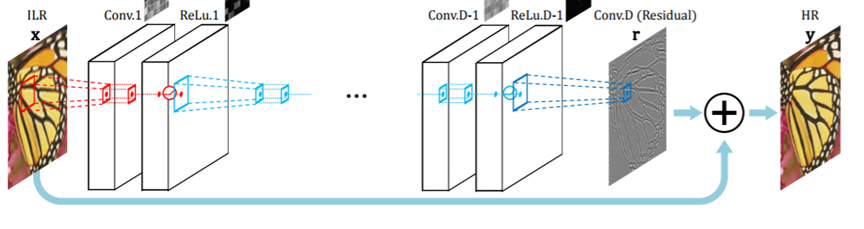 ILR
x
Conv.1
ReLu.1
...
Conv.D-1
ReLu.D-1
Conv.D (Residual)
r
HR
y